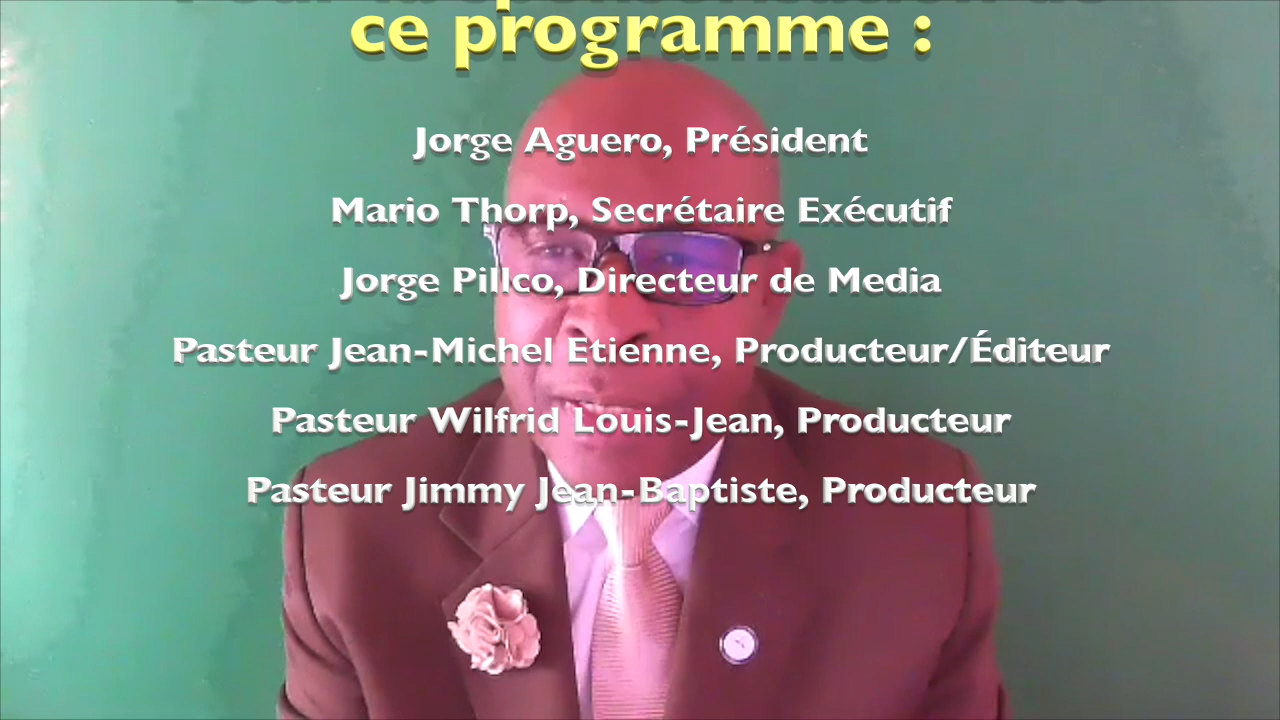 ce programme :
Jorge Aguero, Président
Mario Thorp, Secrétaire Exécutif
Jorge Pillco, Directeur de Media
Pasteur Jean-Michel Etienne, Producteur/Éditeur
Pasteur Wilfrid Louis-Jean, Producteur
Pasteur Jimmy Jean-Baptiste, Producteur